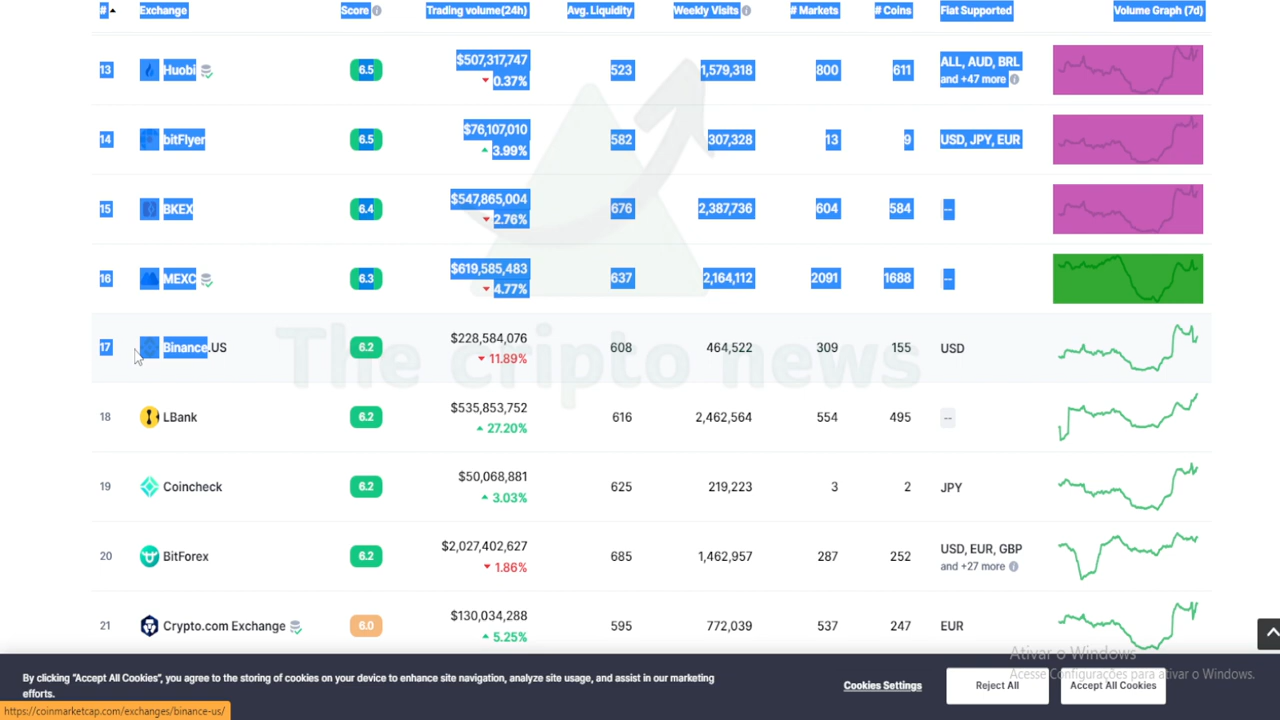 # Exchange Score Trading volume(24h) Avg. Liquidity Weekly Visits # Markets # Coins Fiat Supported Volume Graph (7d)
13 Huobi 6.5 $507,317,747 523 1,579,318 800 611 ALL, AUD, BRL
0.37% and +47 more
14 bitFlyer 6.5 $76,107,010 582 307,328 13 9 USD, JPY, EUR
3.99%
15 BKEX 6.4 $547,865,004 676 2,387,736 604 584 --
2.76%
16 MEXC 6.3 $619,585,483 637 2,164,112 2091 1688 --
4.77%
17 Binance.US 6.2 $228,584,076 608 464,522 309 155 USD
11.89%
The cripto news
18 LBank 6.2 $535,853,752 616 2,462,564 554 495 --
27.20%
19 Coincheck 6.2 $50,068,881 625 219,223 3 2 JPY
3.03%
20 BitForex 6.2 $2,027,402,627 685 1,462,957 287 252 USD, EUR, GBP
1.86% and +27 more
21 Crypto.com Exchange 6.0 $130,034,288 595 772,039 537 247 EUR
5.25%
Ativar o Windows
Acesse Configurações para ativar o Windows.
By clicking “Accept All Cookies”, you agree to the storing of cookies on your device to enhance site navigation, analyze site usage, and assist in our marketing
efforts.
Cookies Settings Reject All Accept All Cookies
https://coinmarketcap.com/exchanges/binance-us/